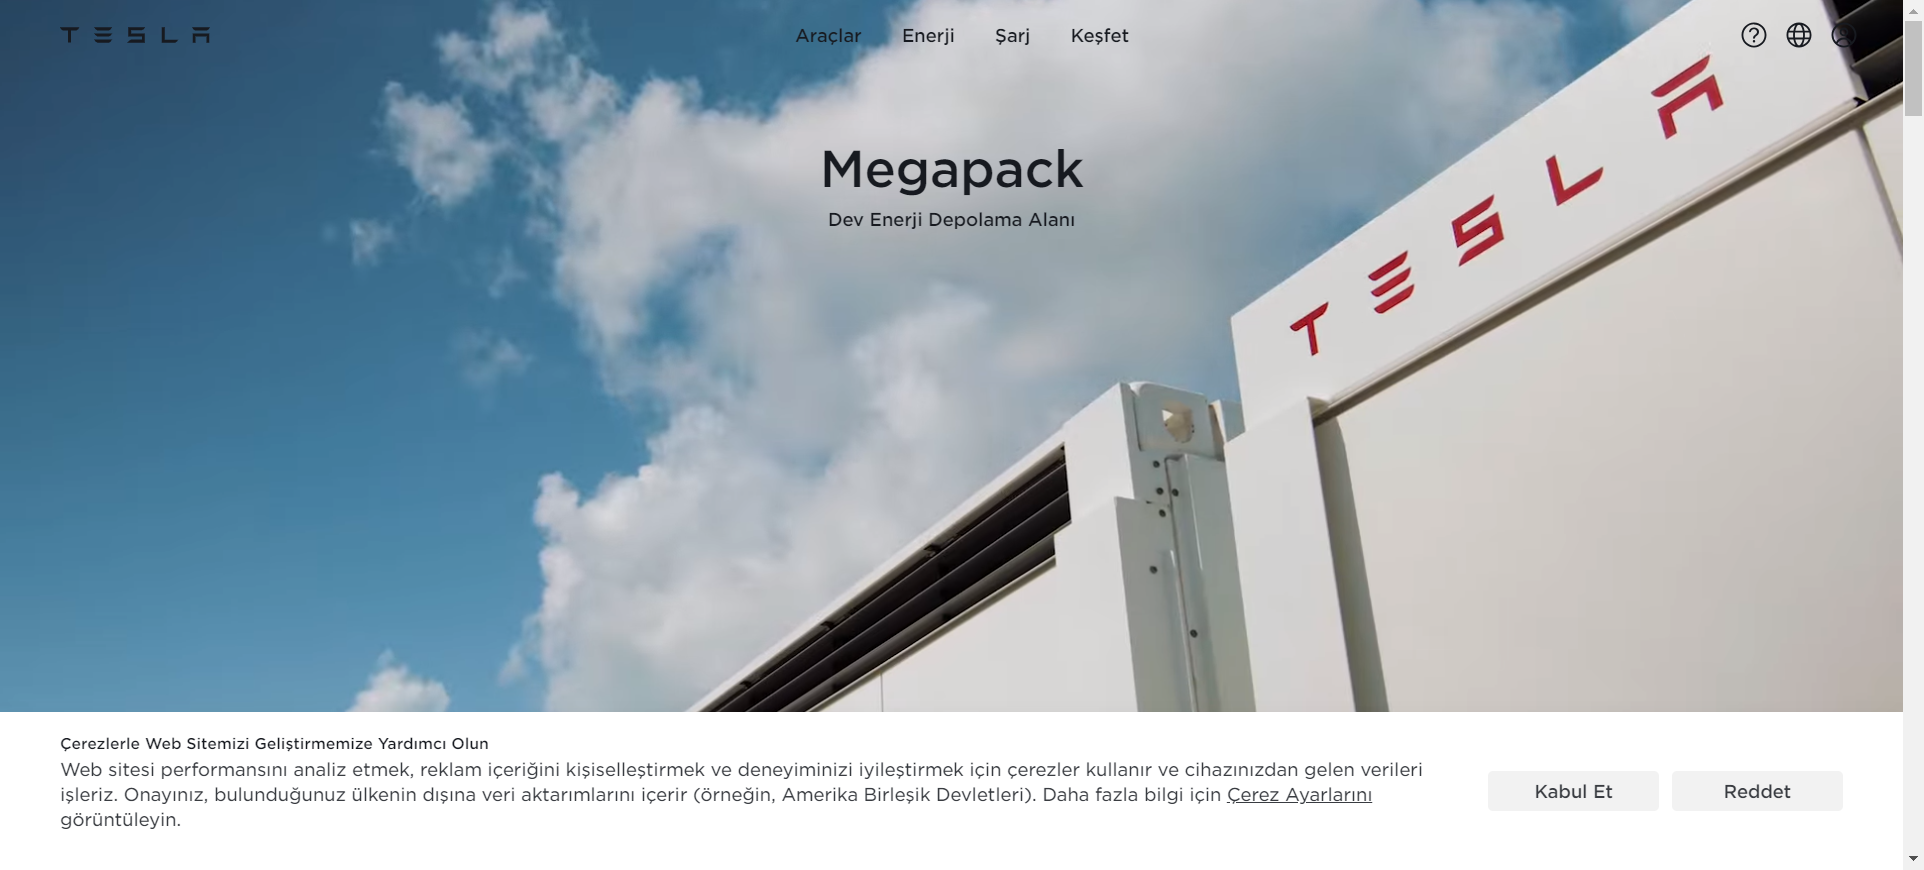 TESLA
Araçlar Enerji Şarj Keşfet
Megapack
Dev Enerji Depolama Alanı
TESLA
Çerezlerle Web Sitemizi Geliştirmemize Yardımcı Olun
Web sitesi performansını analiz etmek, reklam içeriğini kişiselleştirmek ve deneyiminizi iyileştirmek için çerezler kullanır ve cihazınızdan gelen verileri
işleriz. Onayınız, bulunduğunuz ülkenin dışına veri aktarımlarını içerir (örneğin, Amerika Birleşik Devletleri). Daha fazla bilgi için Çerez Ayarlarını
görüntüleyin.
Kabul Et
Reddet